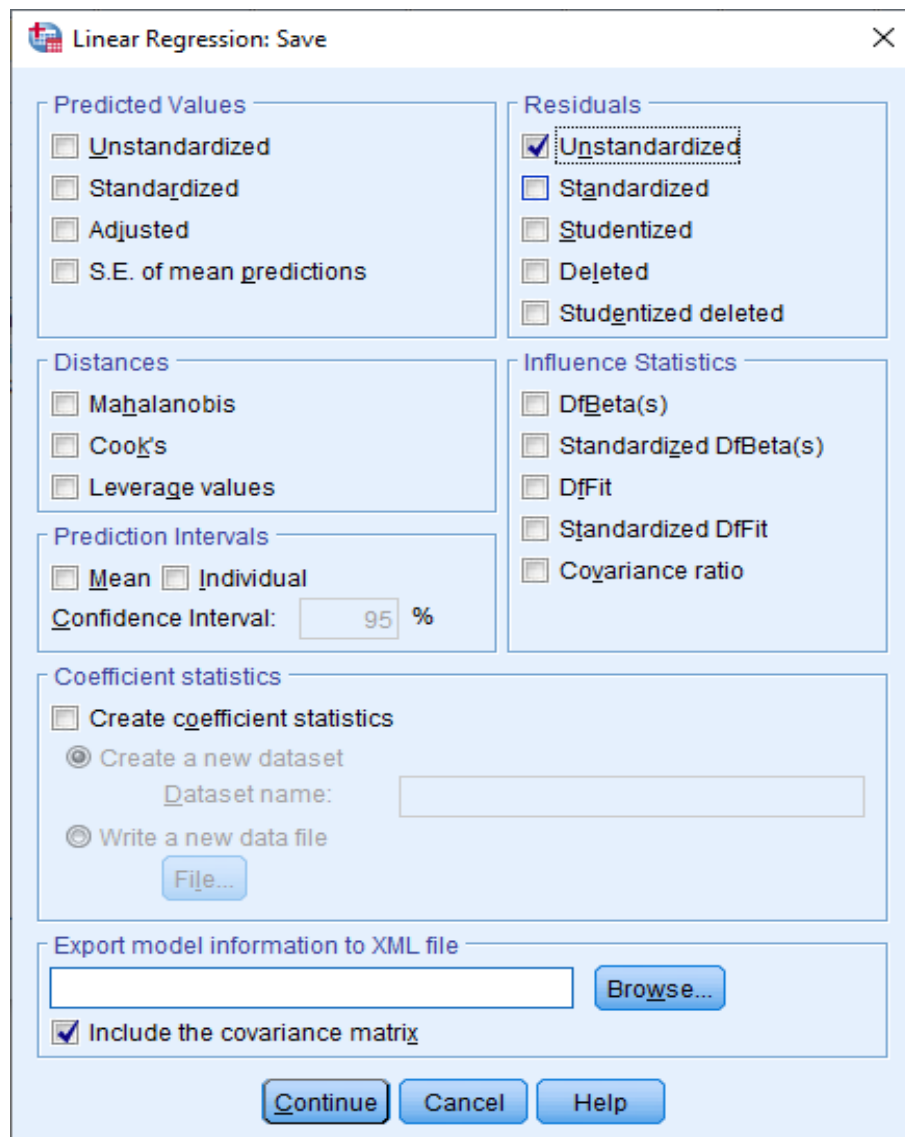 Linear Regression: Save
Predicted Values
Unstandardized
Standardized
Adjusted
S.E. of mean predictions
Residuals
Unstandardized
Standardized
Studentized
Deleted
Studentized deleted
Distances
Mahalanobis
Cook's
Leverage values
Influence Statistics
DfBeta(s)
Standardized DfBeta(s)
DfFit
Standardized DfFit
Covariance ratio
Prediction Intervals
Mean Individual
Confidence Interval: 95 %
Coefficient statistics
Create coefficient statistics
Create a new dataset
Dataset name:
Write a new data file
File...
Export model information to XML file
Browse...
Include the covariance matrix
Continue Cancel Help